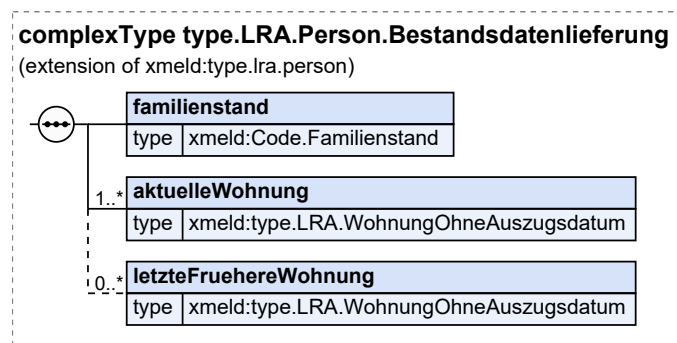 complexType type.LRA.Person.Bestandsdatenlieferung
(extension of xmeld:type.lra.person)
familienstand
type xmeld:Code.Familienstand
1..* aktuelleWohnung
type xmeld:type.LRA.WohnungOhneAuszugsdatum
0..* letzteFruehereWohnung
type xmeld:type.LRA.WohnungOhneAuszugsdatum